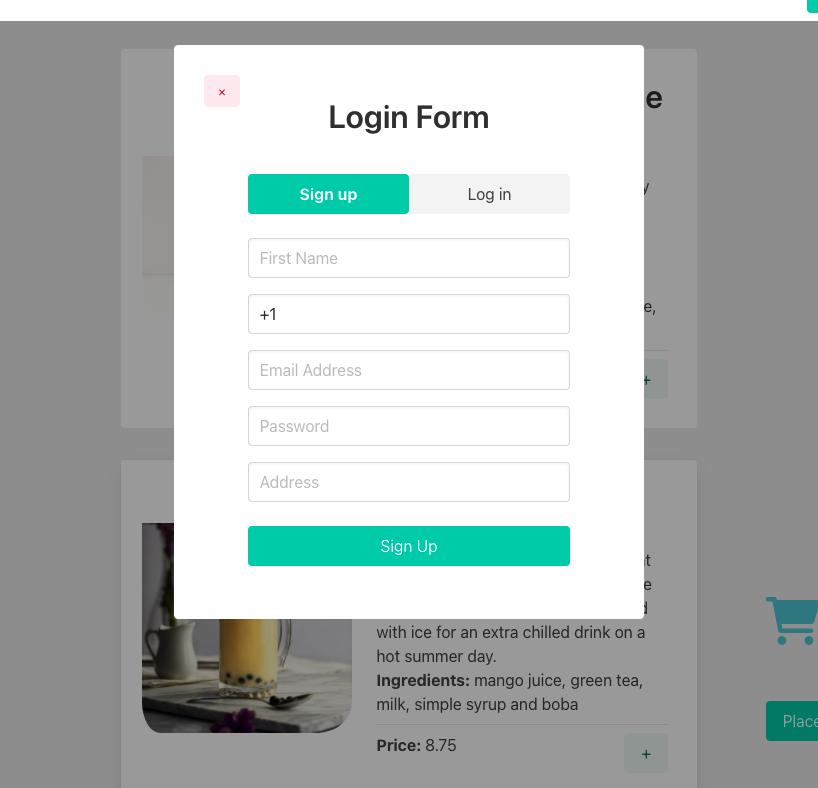 ×
Login Form
Sign up
Log in
First Name
+1
Email Address
Password
Address
Sign Up
with ice for an extra chilled drink on a
hot summer day.
Ingredients: mango juice, green tea,
milk, simple syrup and boba
Price: 8.75
+
+
Place